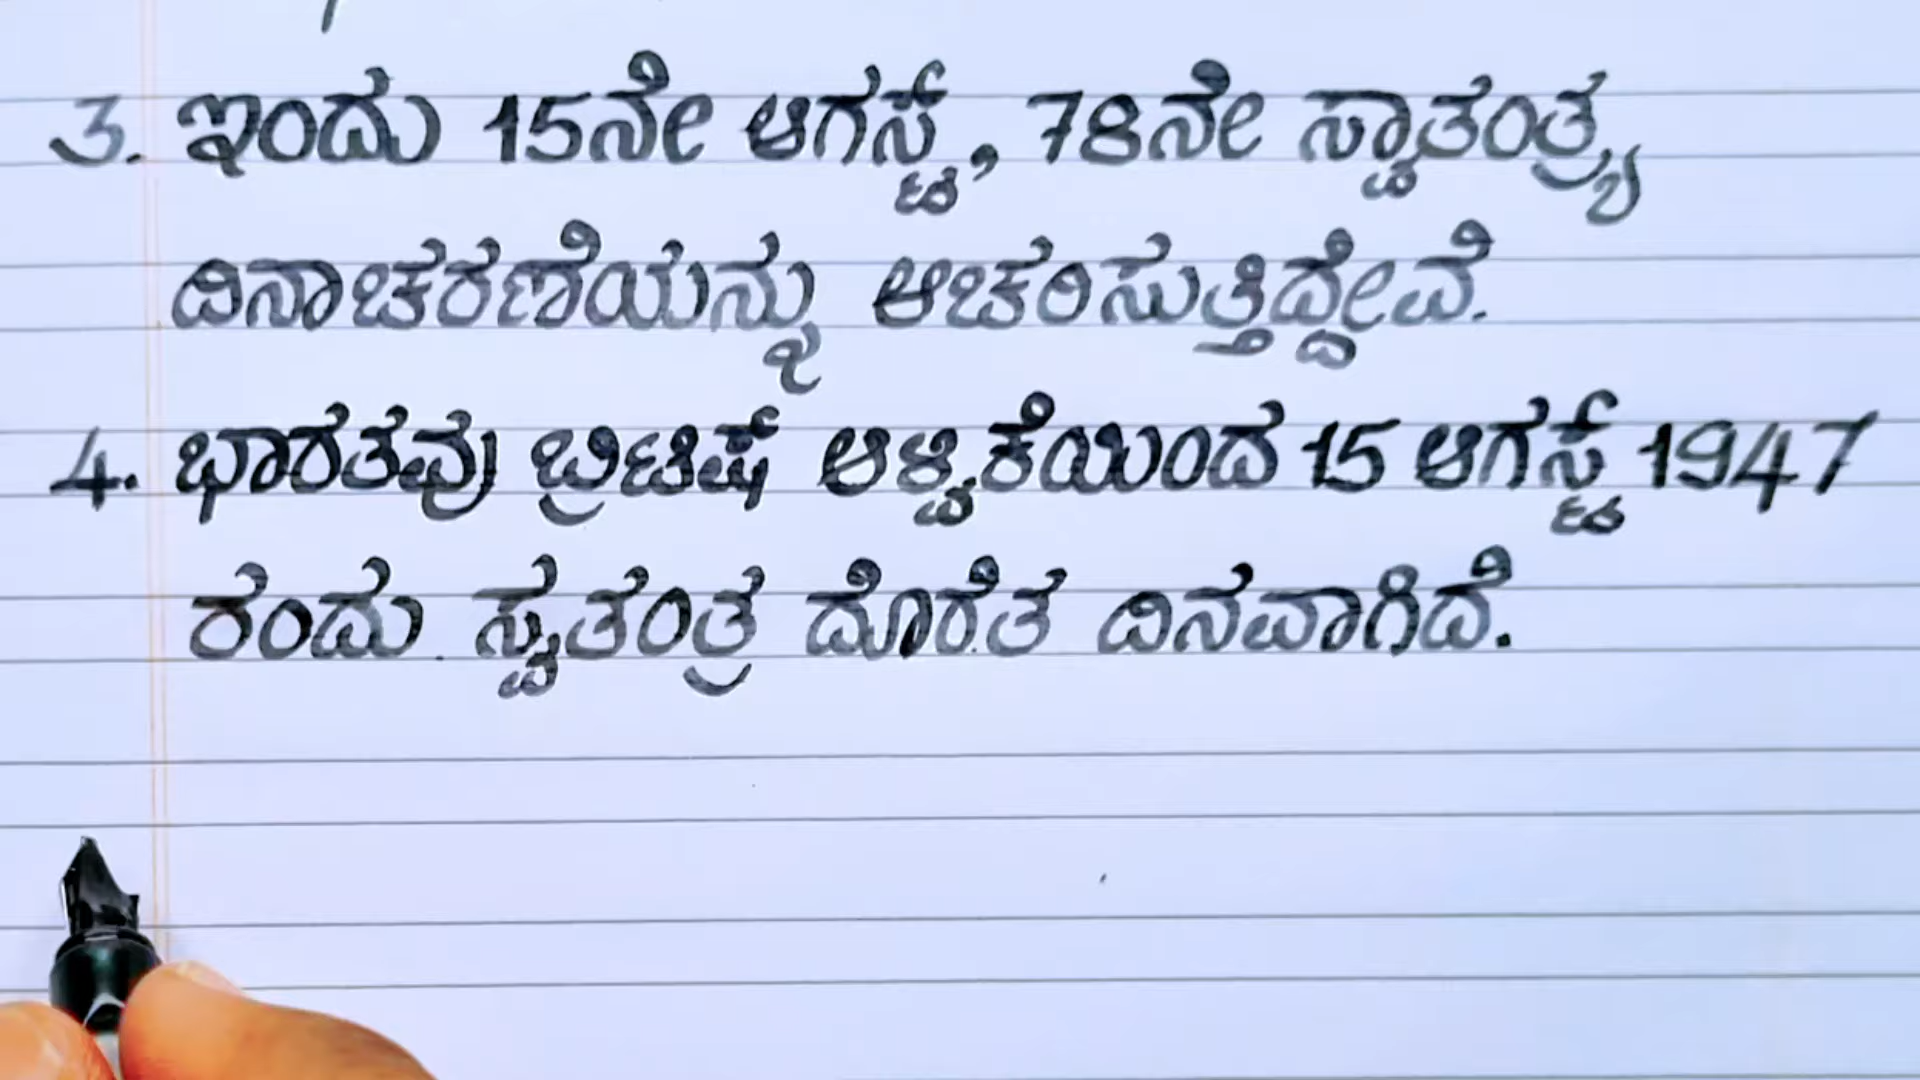 3. ಇಂದು 15ನೇ ಆಗಸ್ಟ್, 78ನೇ ಸ್ವಾತಂತ್ರ್ಯ
ದಿನಾಚರಣೆಯನ್ನು ಆಚರಿಸುತ್ತಿದ್ದೇವೆ.
4. ಭಾರತವು ಬ್ರಿಟಿಷ್ ಆಳ್ವಿಕೆಯಿಂದ 15 ಆಗಸ್ಟ್ 1947
ರಂದು ಸ್ವತಂತ್ರ ದೊರೆತ ದಿನವಾಗಿದೆ.